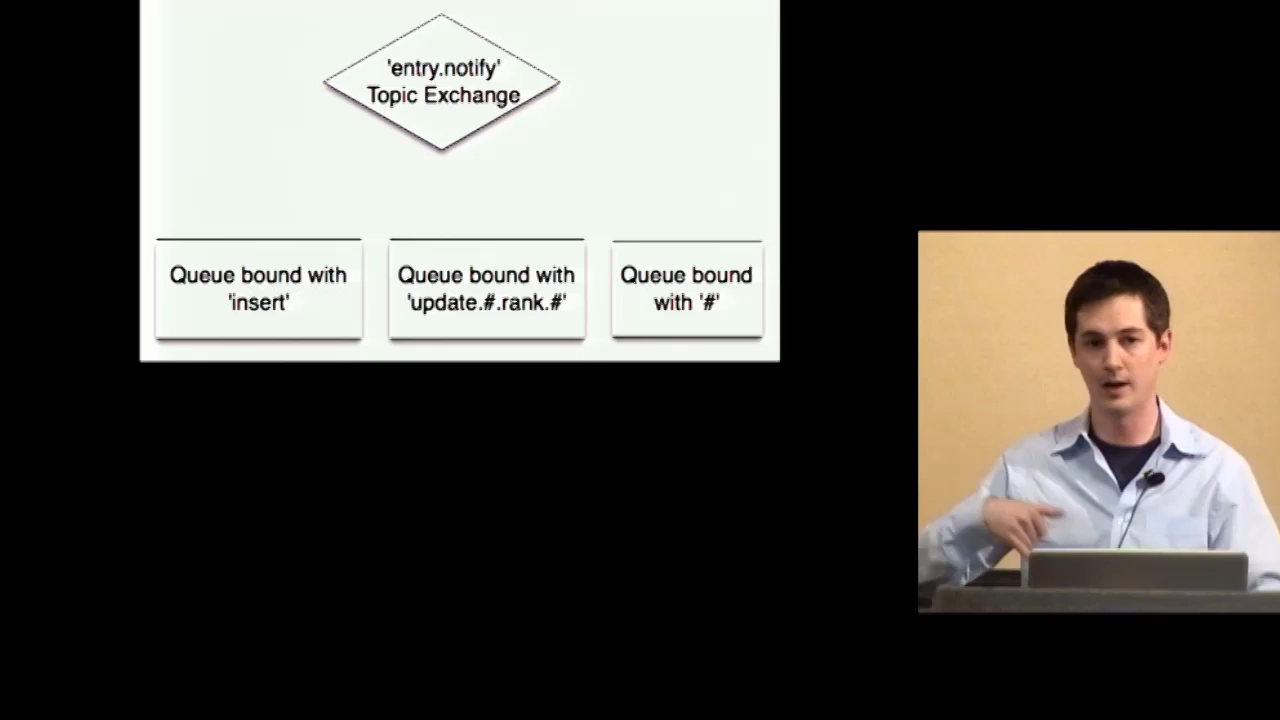 'entry.notify'
Topic Exchange
Queue bound with
'insert'
Queue bound with
'update.#.rank.#'
Queue bound
with '#'